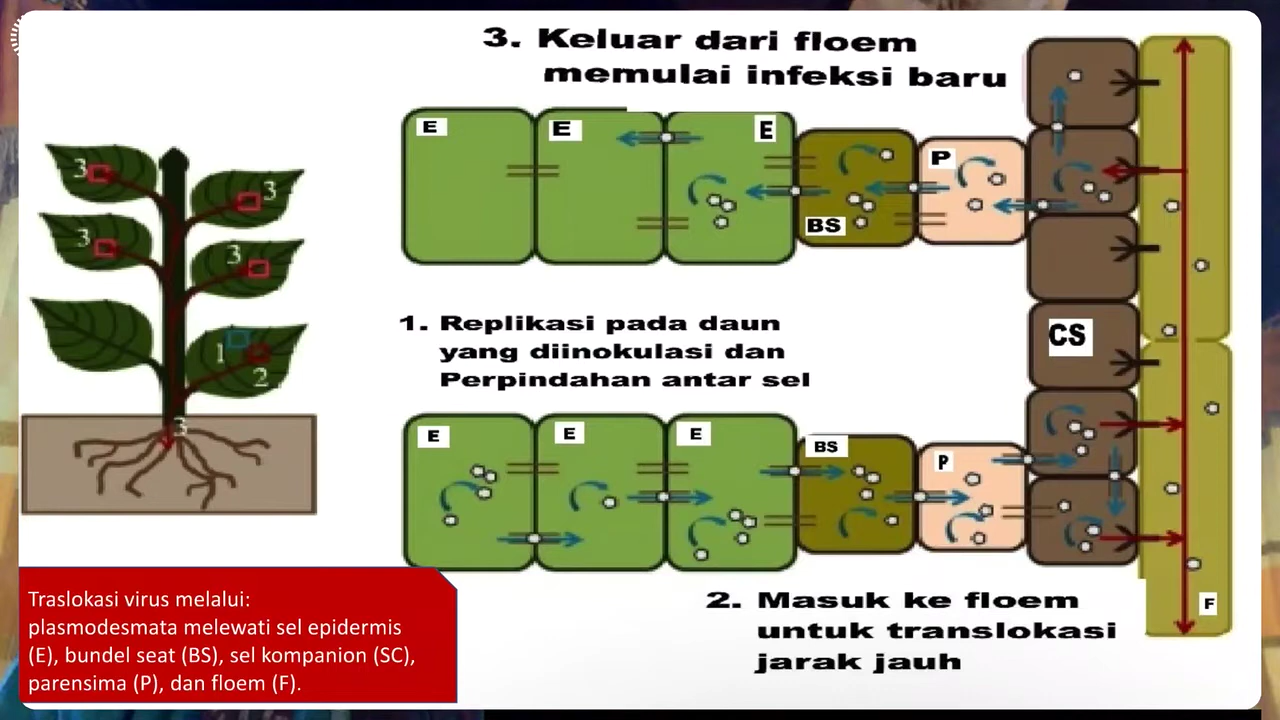 3. Keluar dari floem
memulai infeksi baru
E
E
E
BS
P
3
3
3
3
1
2
3
1. Replikasi pada daun
yang diinokulasi dan
Perpindahan antar sel
CS
E
E
E
BS
P
F
2. Masuk ke floem
untuk translokasi
jarak jauh
Traslokasi virus melalui:
plasmodesmata melewati sel epidermis
(E), bundel seat (BS), sel kompanion (SC),
parensima (P), dan floem (F).